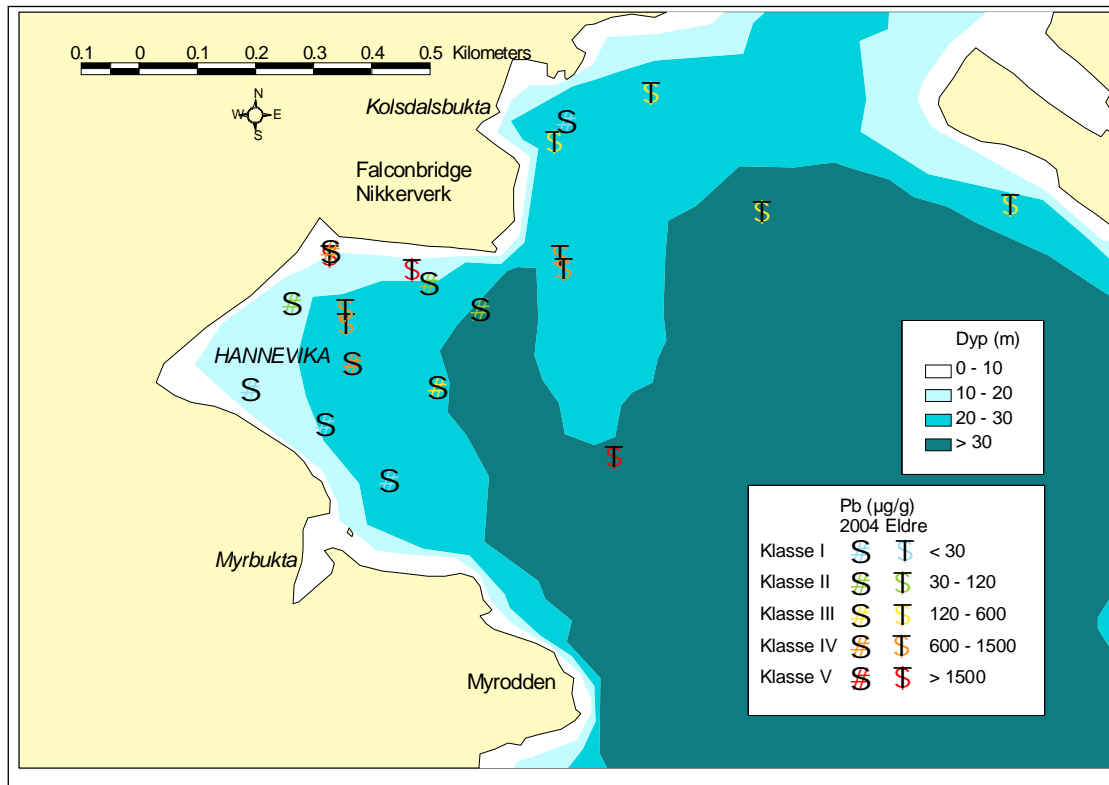 0.1 0 0.1 0.2 0.3 0.4 0.5 Kilometers
N
W E
S
Kolsdalsbukta
Falconbridge
Nikkerverk
HANNEVIKA
Myrbukta
Myrodden
Dyp (m)
0 - 10
10 - 20
20 - 30
> 30
Pb (µg/g)
2004 Eldre
Klasse I < 30
Klasse II 30 - 120
Klasse III 120 - 600
Klasse IV 600 - 1500
Klasse V > 1500